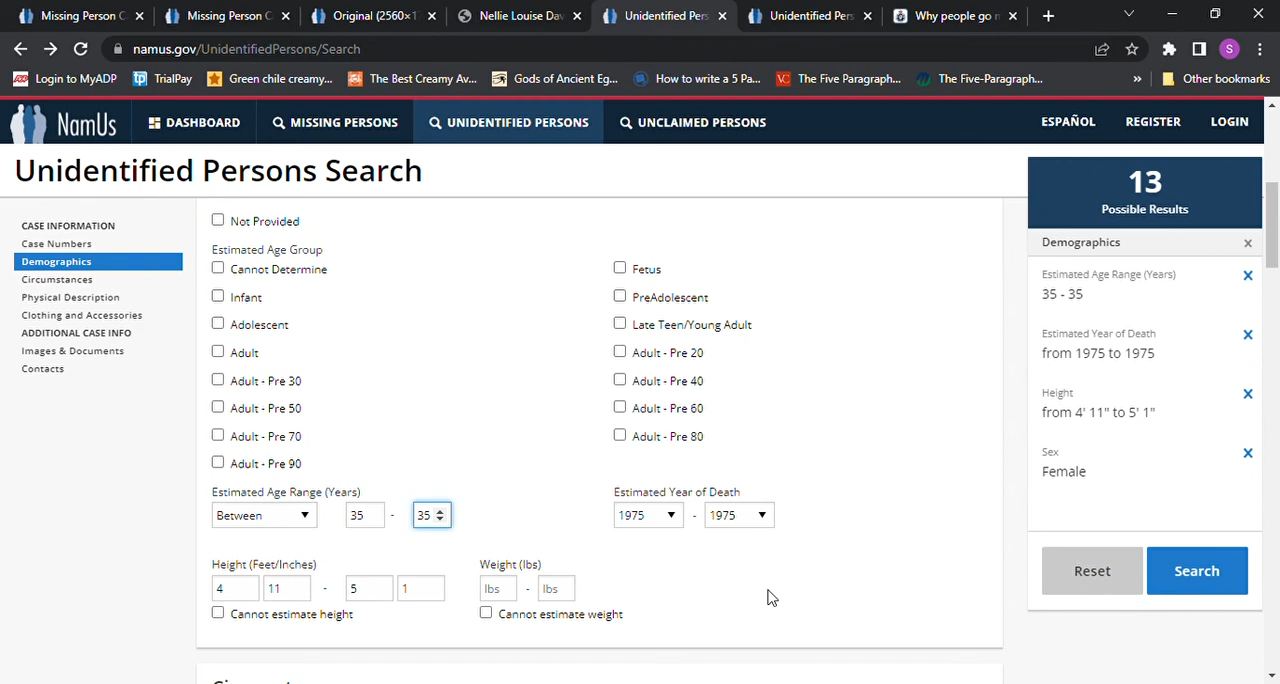 Missing Person C × Missing Person C × Original (2560×1 × Nellie Louise Dav × Unidentified Pers × Unidentified Pers × Why people go m × +
namus.gov/UnidentifiedPersons/Search S
Login to MyADP TrialPay Green chile creamy... The Best Creamy Av... Gods of Ancient Eg... How to write a 5 Pa... The Five Paragraph... The Five-Paragraph... » Other bookmarks
NamUs DASHBOARD MISSING PERSONS UNIDENTIFIED PERSONS UNCLAIMED PERSONS ESPAÑOL REGISTER LOGIN
Unidentified Persons Search
CASE INFORMATION
Case Numbers
Demographics
Circumstances
Physical Description
Clothing and Accessories
ADDITIONAL CASE INFO
Images & Documents
Contacts
Not Provided
Estimated Age Group
Cannot Determine Fetus
Infant PreAdolescent
Adolescent Late Teen/Young Adult
Adult Adult - Pre 20
Adult - Pre 30 Adult - Pre 40
Adult - Pre 50 Adult - Pre 60
Adult - Pre 70 Adult - Pre 80
Adult - Pre 90
Estimated Age Range (Years) Estimated Year of Death
Between 35 - 35 1975 - 1975
Height (Feet/Inches) Weight (lbs)
4 11 - 5 1 lbs - lbs
Cannot estimate height Cannot estimate weight
13
Possible Results
Demographics ×
Estimated Age Range (Years) ×
35 - 35
Estimated Year of Death ×
from 1975 to 1975
Height ×
from 4' 11" to 5' 1"
Sex ×
Female
Reset Search